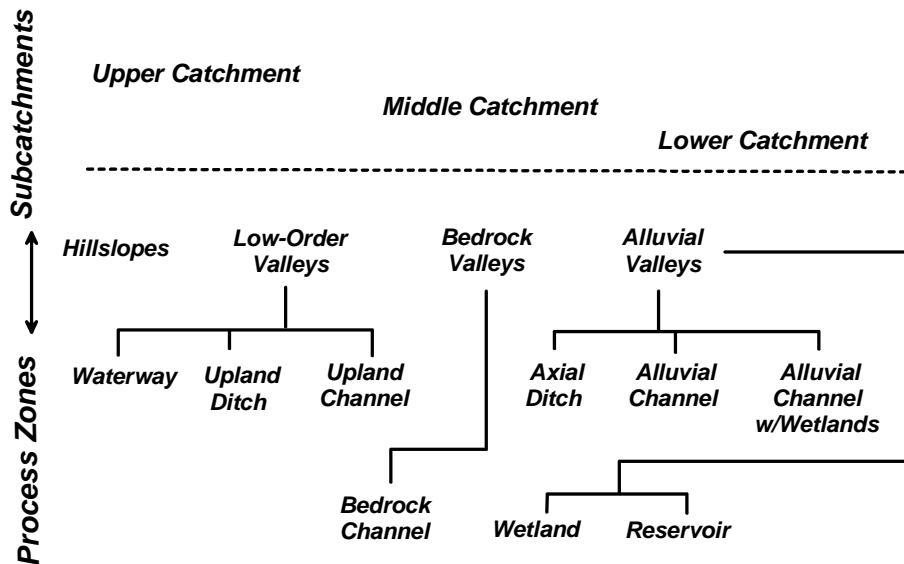 Subcatchments
Process Zones
Upper Catchment
Middle Catchment
Lower Catchment
Hillslopes
Low-Order
Valleys
Bedrock
Valleys
Alluvial
Valleys
Waterway
Upland
Ditch
Upland
Channel
Axial
Ditch
Alluvial
Channel
Alluvial
Channel
w/Wetlands
Bedrock
Channel
Wetland
Reservoir